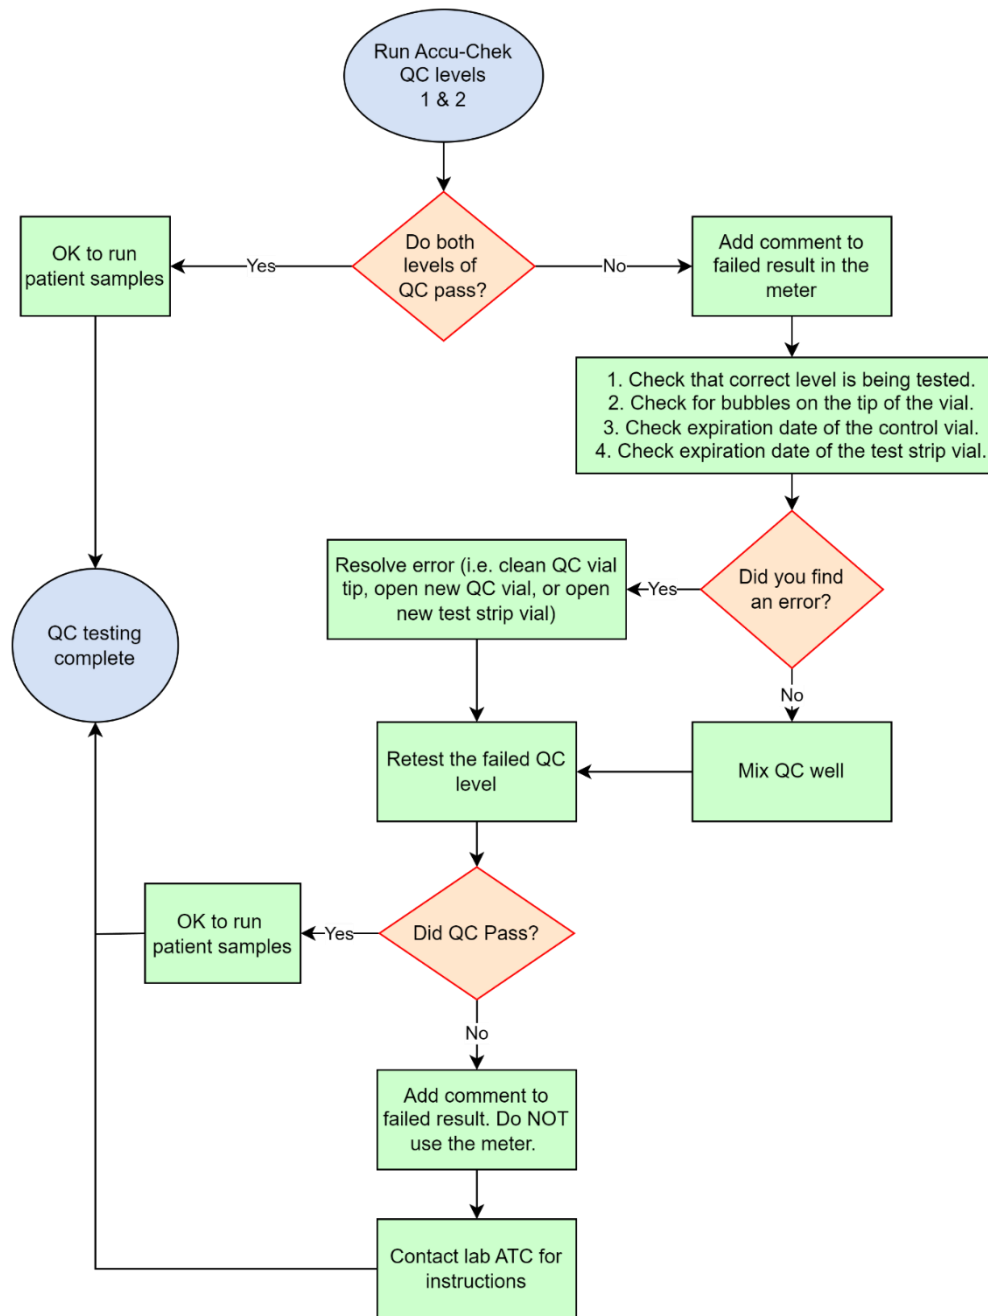 Run Accu-Chek
QC levels
1 & 2
Do both
levels of
QC pass?
Yes
OK to run
patient samples
No
Add comment to
failed result in the
meter
1. Check that correct level is being tested.
2. Check for bubbles on the tip of the vial.
3. Check expiration date of the control vial.
4. Check expiration date of the test strip vial.
Did you find
an error?
Yes
Resolve error (i.e. clean QC vial
tip, open new QC vial, or open
new test strip vial)
No
Mix QC well
Retest the failed QC
level
Did QC Pass?
Yes
OK to run
patient samples
No
Add comment to
failed result. Do NOT
use the meter.
Contact lab ATC for
instructions
QC testing
complete